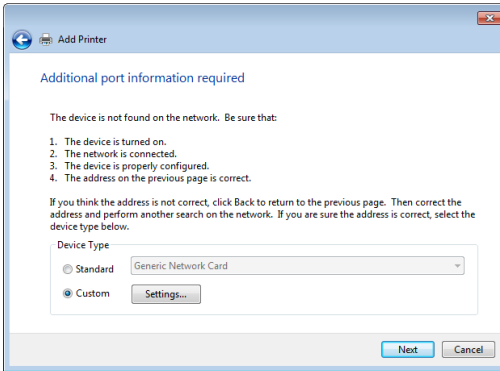 Add Printer
Additional port information required
The device is not found on the network.  Be sure that:
1.  The device is turned on.
2.  The network is connected.
3.  The device is properly configured.
4.  The address on the previous page is correct.
If you think the address is not correct, click Back to return to the previous page.  Then correct the
address and perform another search on the network.  If you are sure the address is correct, select the
device type below.
Device Type
Standard Generic Network Card
Custom Settings...
Next Cancel